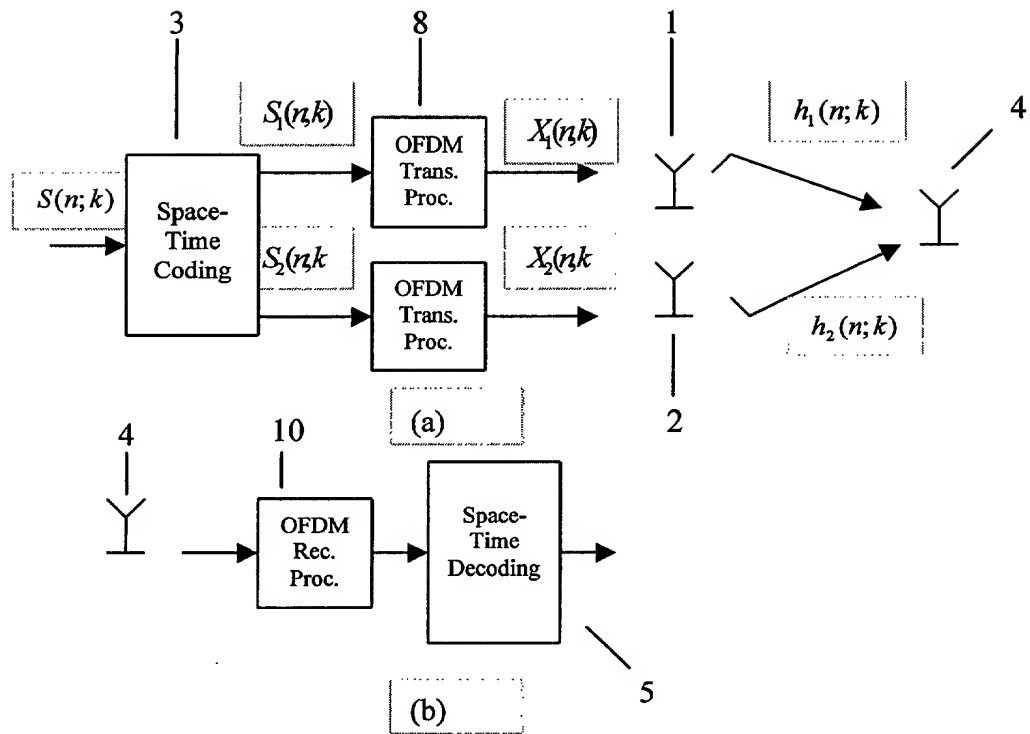 3
8
1
S₁(n,k)
X₁(n,k)
h₁(n;k)
4
OFDM
Trans.
Proc.
S(n;k)
Space-
Time
Coding
S₂(n,k
X₂(n,k
OFDM
Trans.
Proc.
h₂(n;k)
(a)
2
4
10
OFDM
Rec.
Proc.
Space-
Time
Decoding
5
(b)